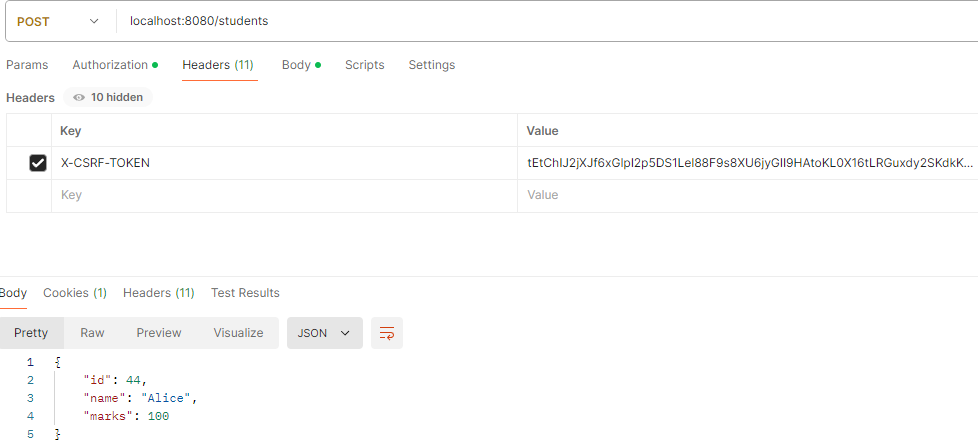 POST localhost:8080/students
Params Authorization Headers (11) Body Scripts Settings
Headers 10 hidden
Key Value
X-CSRF-TOKEN tEtChIJ2jXJf6xGlpI2p5DS1Lel88F9s8XU6jyGII9HAtoKL0X16tLRGuxdy2SKdkK...
Key Value
Body Cookies (1) Headers (11) Test Results
Pretty Raw Preview Visualize JSON
1 {
2 "id": 44,
3 "name": "Alice",
4 "marks": 100
5 }